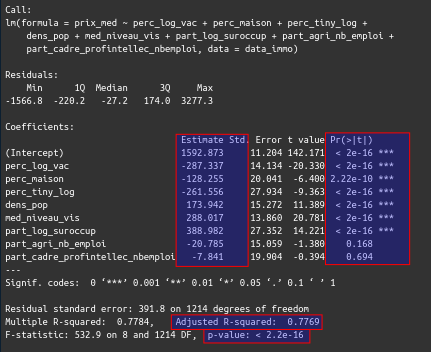 Call:
lm(formula = prix_med ~ perc_log_vac + perc_maison + perc_tiny_log +
dens_pop + med_niveau_vis + part_log_suroccup + part_agri_nb_emploi +
part_cadre_profintellec_nbemploi, data = data_immo)
Residuals:
Min 1Q Median 3Q Max
-1566.8 -220.2 -27.2 174.0 3277.3
Coefficients:
Estimate Std. Error t value Pr(>|t|)
(Intercept) 1592.873 11.204 142.171 < 2e-16 ***
perc_log_vac -287.337 14.134 -20.330 < 2e-16 ***
perc_maison -128.255 20.041 -6.400 2.22e-10 ***
perc_tiny_log -261.556 27.934 -9.363 < 2e-16 ***
dens_pop 173.942 15.272 11.389 < 2e-16 ***
med_niveau_vis 288.017 13.860 20.781 < 2e-16 ***
part_log_suroccup 388.982 27.352 14.221 < 2e-16 ***
part_agri_nb_emploi -20.785 15.059 -1.380 0.168
part_cadre_profintellec_nbemploi -7.841 19.904 -0.394 0.694
---
Signif. codes: 0 ‘***’ 0.001 ‘**’ 0.01 ‘*’ 0.05 ‘.’ 0.1 ‘ ’ 1
Residual standard error: 391.8 on 1214 degrees of freedom
Multiple R-squared: 0.7784, Adjusted R-squared: 0.7769
F-statistic: 532.9 on 8 and 1214 DF, p-value: < 2.2e-16